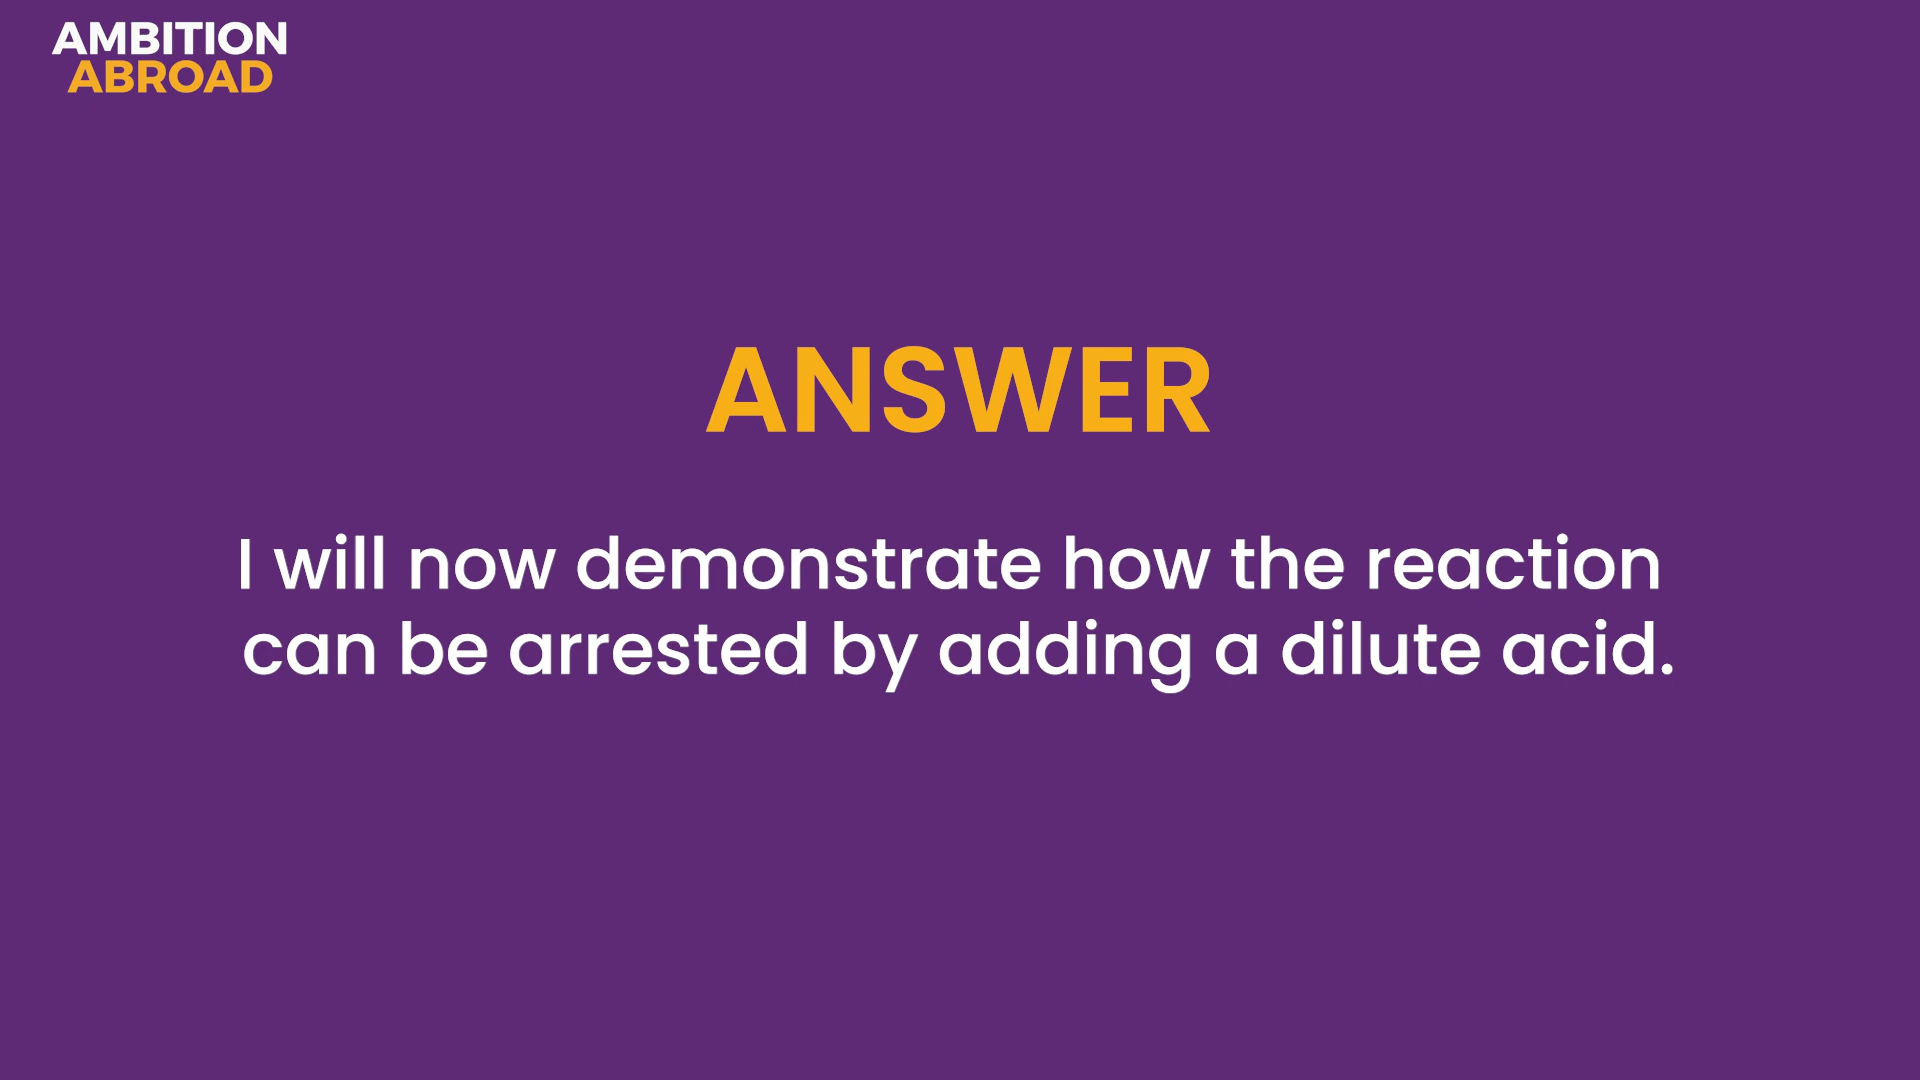 AMBITION
ABROAD
ANSWER
I will now demonstrate how the reaction
can be arrested by adding a dilute acid.